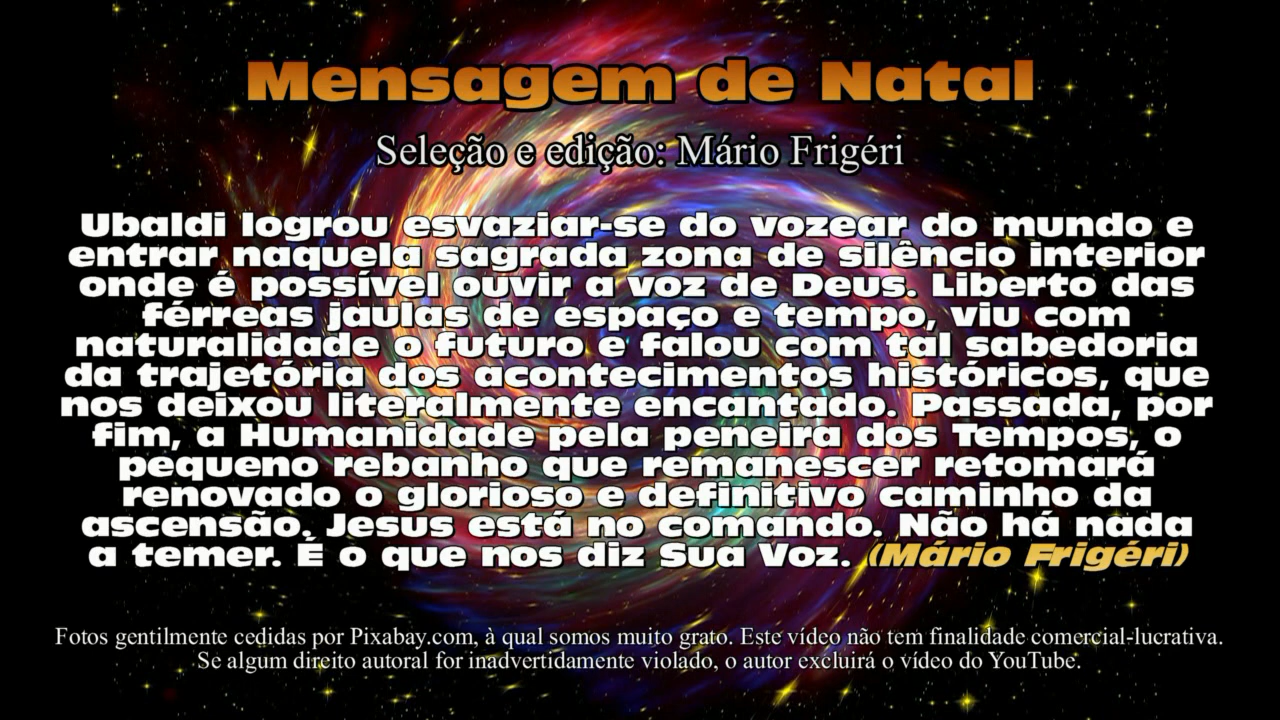 Mensagem de Natal
Seleção e edição: Mário Frigéri
Ubaldi logrou esvaziar-se do vozear do mundo e
entrar naquela sagrada zona de silêncio interior
onde é possível ouvir a voz de Deus. Liberto das
férreas jaulas de espaço e tempo, viu com
naturalidade o futuro e falou com tal sabedoria
da trajetória dos acontecimentos históricos, que
nos deixou literalmente encantado. Passada, por
fim, a Humanidade pela peneira dos Tempos, o
pequeno rebanho que remanescer retomará
renovado o glorioso e definitivo caminho da
ascensão. Jesus está no comando. Não há nada
a temer. É o que nos diz Sua Voz. (Mário Frigéri)
Fotos gentilmente cedidas por Pixabay.com, à qual somos muito grato. Este vídeo não tem finalidade comercial-lucrativa.
Se algum direito autoral for inadvertidamente violado, o autor excluirá o vídeo do YouTube.